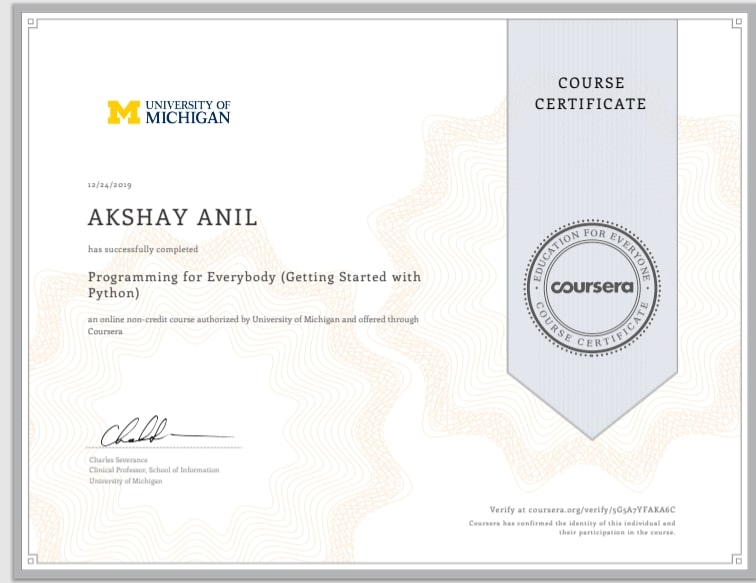 UNIVERSITY OF
MICHIGAN
COURSE
CERTIFICATE
12/24/2019
AKSHAY ANIL
has successfully completed
Programming for Everybody (Getting Started with
Python)
an online non-credit course authorized by University of Michigan and offered through
Coursera
EDUCATION FOR EVERYONE
coursera
COURSE CERTIFICATE
Charles Severance
Clinical Professor, School of Information
University of Michigan
Verify at coursera.org/verify/5G5A7YFAKA6C
Coursera has confirmed the identity of this individual and
their participation in the course.